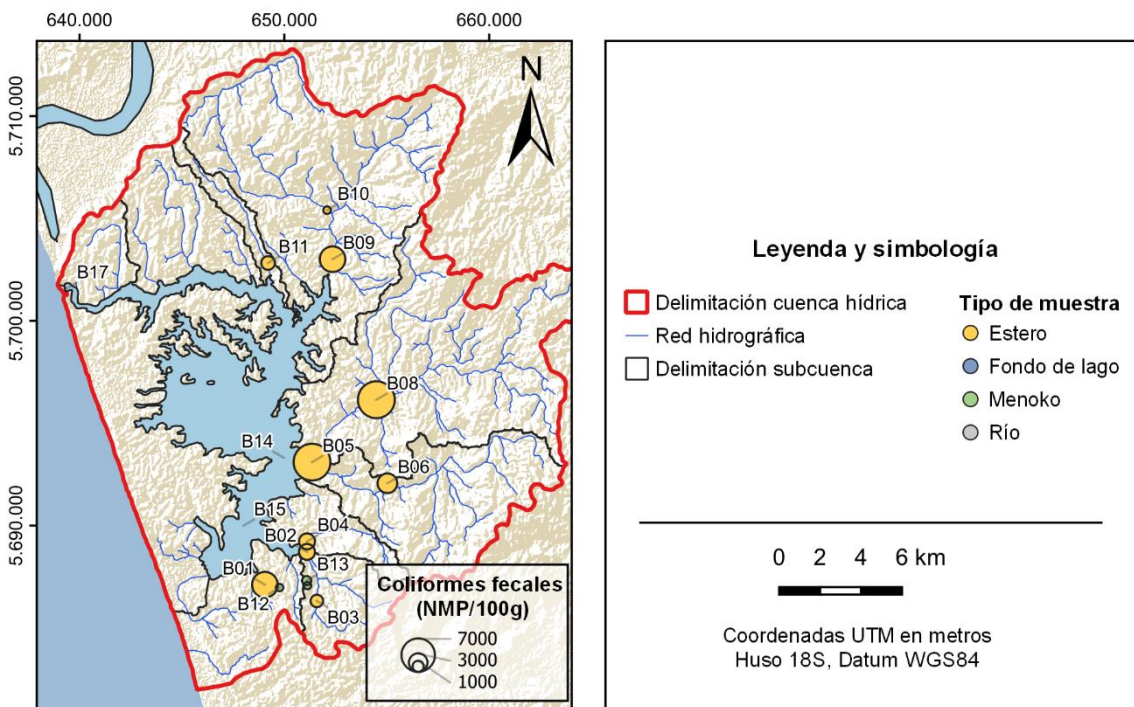 640.000
650.000
660.000
5.710.000
5.700.000
5.690.000
N
B10
B11
B09
B17
B08
B14
B05
B06
B15
B04
B02
B13
B01
B12
B03
Coliformes fecales
(NMP/100g)
7000
3000
1000
Leyenda y simbología
Delimitación cuenca hídrica
Red hidrográfica
Delimitación subcuenca
Tipo de muestra
Estero
Fondo de lago
Menoko
Río
0 2 4 6 km
Coordenadas UTM en metros
Huso 18S, Datum WGS84